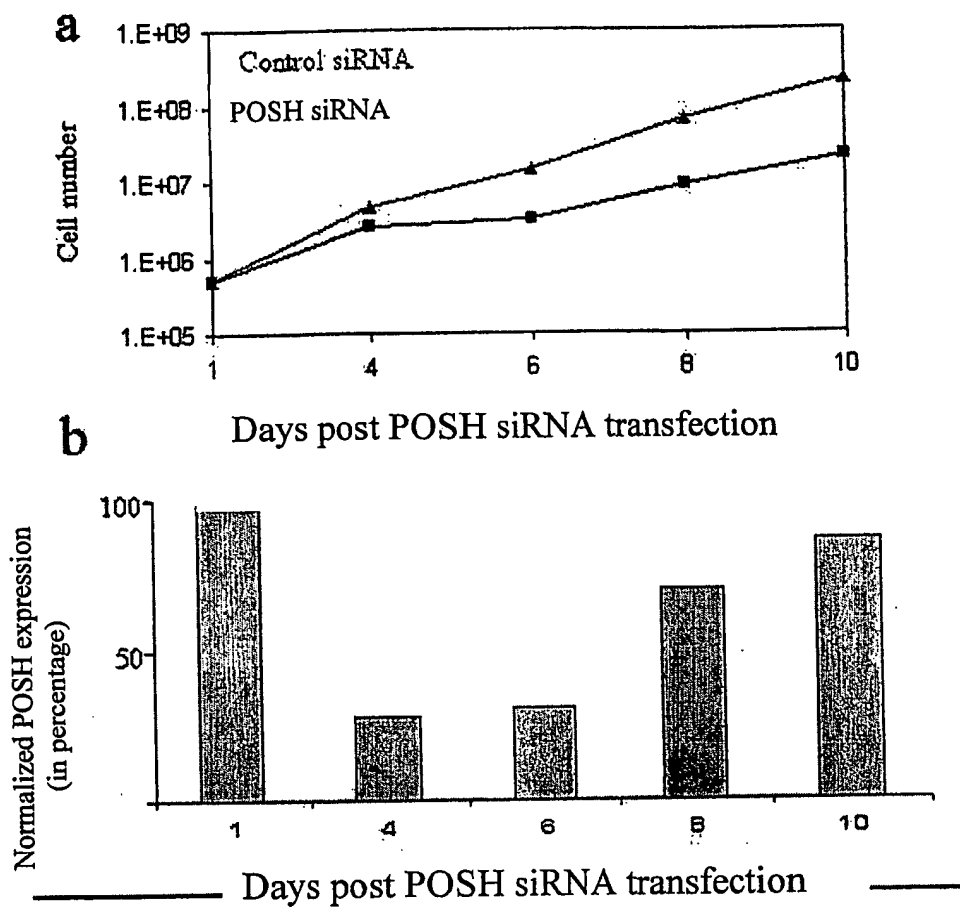 a
1.E+09
1.E+08
1.E+07
1.E+06
1.E+05
Cell number
Control siRNA
POSH siRNA
1 4 6 8 10
Days post POSH siRNA transfection
b
100
50
Normalized POSH expression
(in percentage)
1 4 6 8 10
Days post POSH siRNA transfection